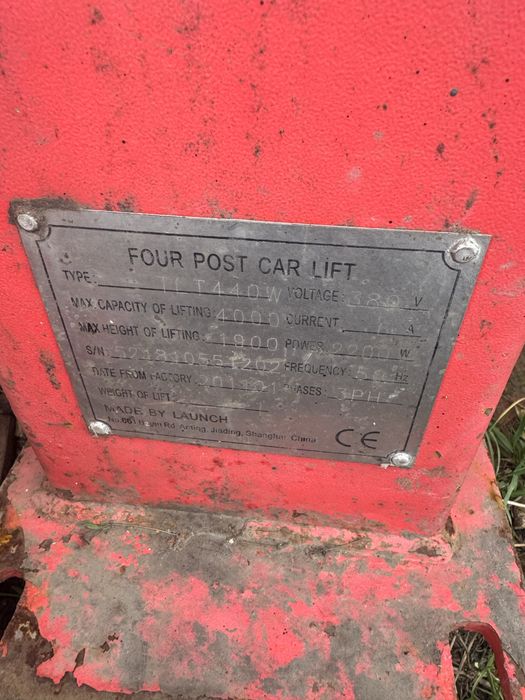 FOUR POST CAR LIFT
TYPE: TLT440W VOLTAGE: 380 V
MAX CAPACITY OF LIFTING: 4000 CURRENT: A
MAX HEIGHT OF LIFTING: 1900 POWER: 2200 W
S/N: FREQUENCY: 50 Hz
DATE FROM FACTORY: 201101 PHASES: 3PH
WEIGHT OF LIFT:
MADE BY LAUNCH
Rd, Anting, Jiading, Shanghai China
CE